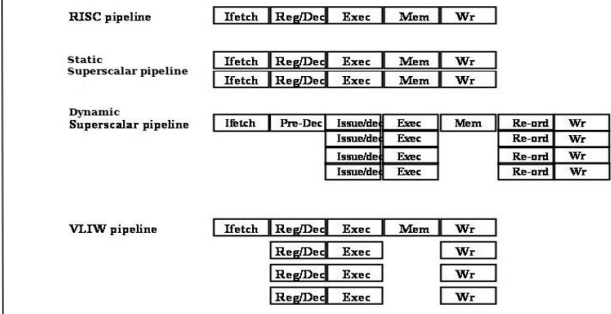 RISC pipeline Ifetch Reg/Dec Exec Mem Wr
Static
Superscalar pipeline Ifetch Reg/Dec Exec Mem Wr
Ifetch Reg/Dec Exec Mem Wr
Dynamic
Superscalar pipeline Ifetch Pre-Dec Issue/dec Exec Mem Re-ord Wr
Issue/dec Exec Re-ord Wr
Issue/dec Exec Re-ord Wr
Issue/dec Exec Re-ord Wr
VLIW pipeline Ifetch Reg/Dec Exec Mem Wr
Reg/Dec Exec Wr
Reg/Dec Exec Wr
Reg/Dec Exec Wr